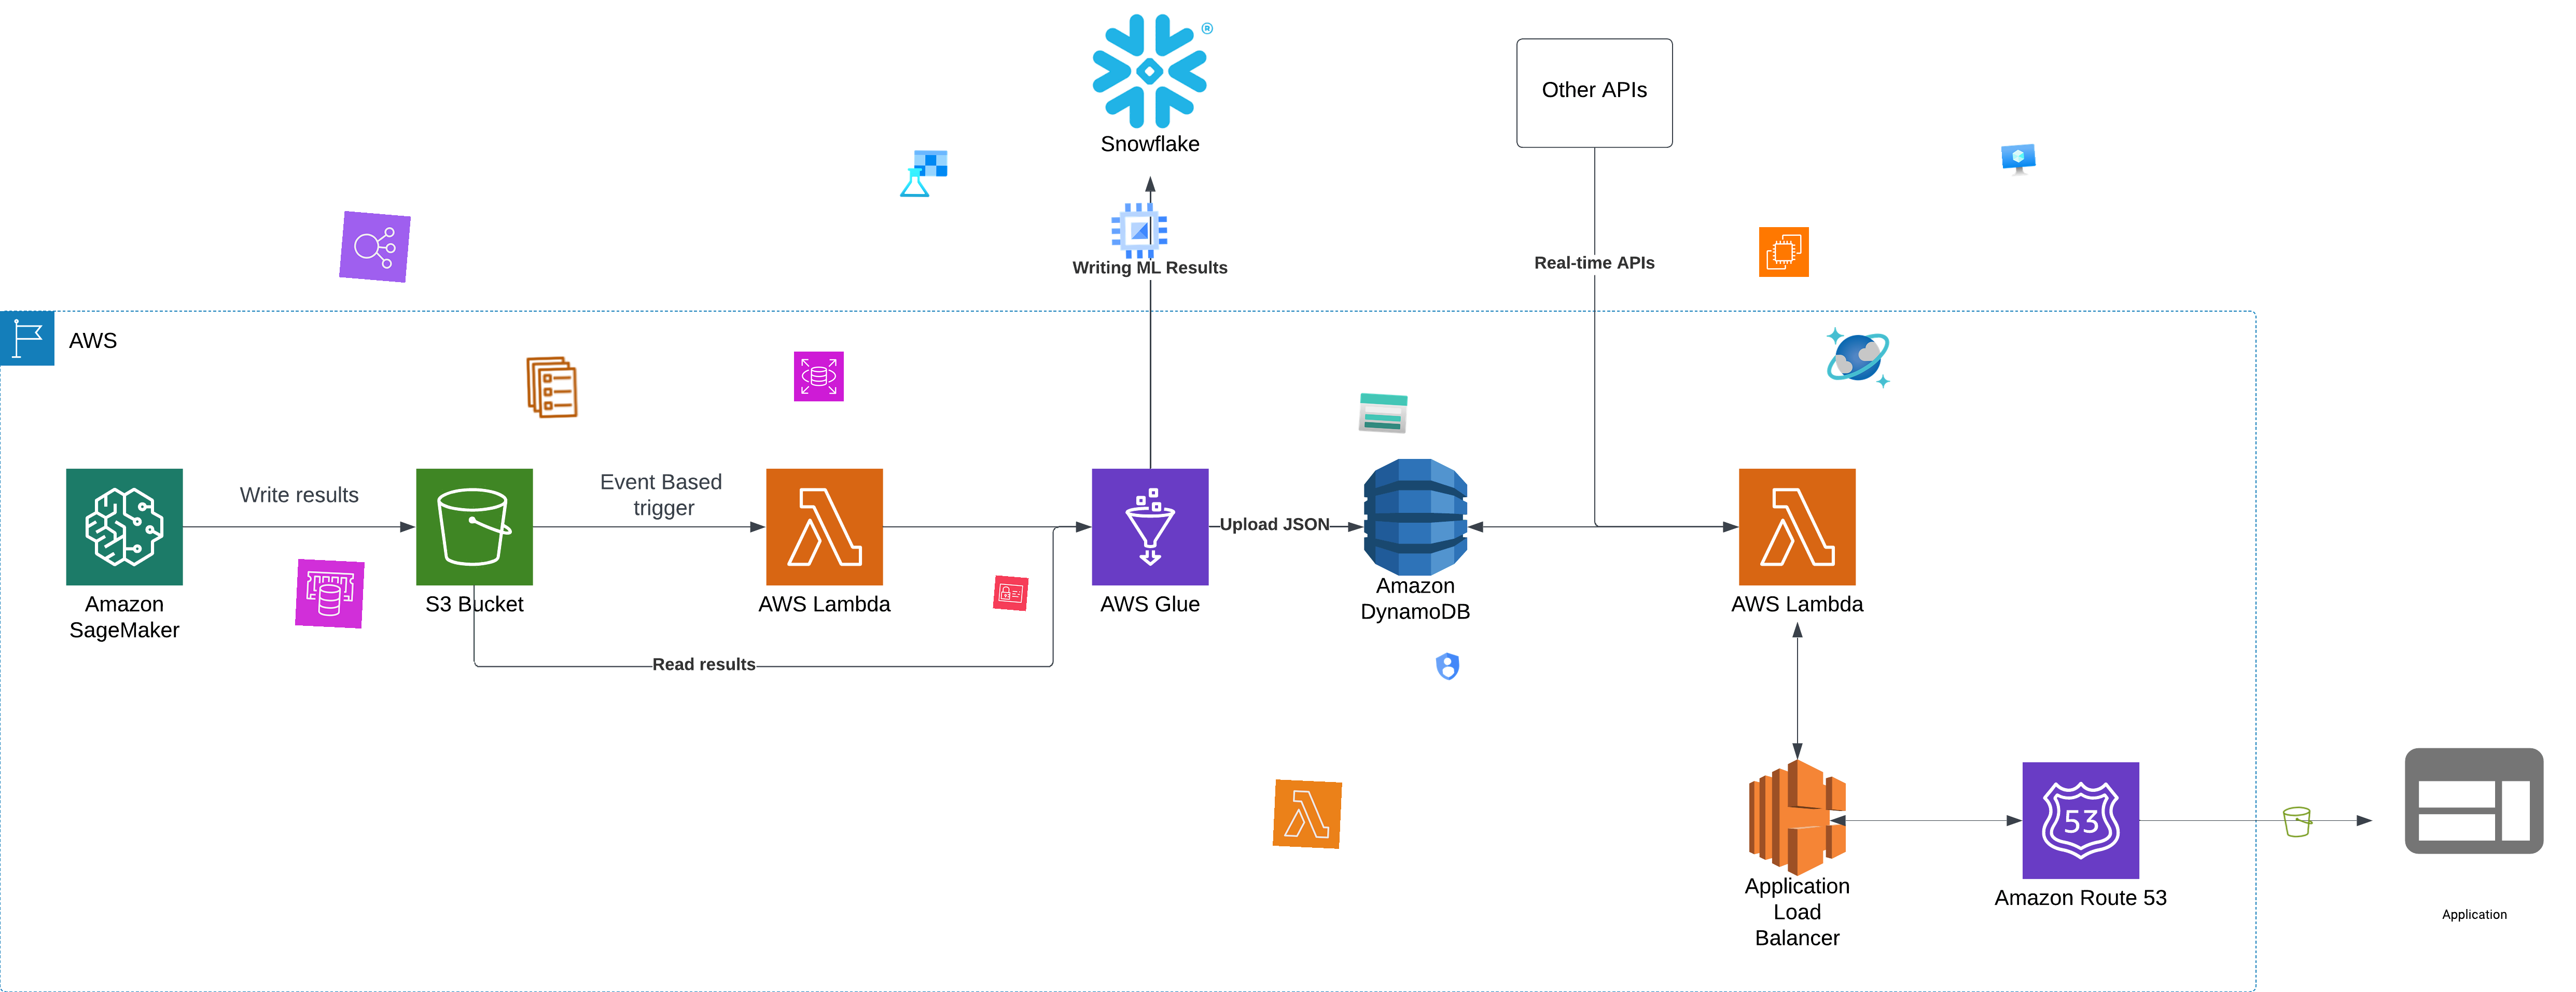 ®
Snowflake
Other APIs
Writing ML Results
Real-time APIs
AWS
Write results
Event Based
trigger
Upload JSON
Amazon
SageMaker
S3 Bucket
AWS Lambda
AWS Glue
Amazon
DynamoDB
AWS Lambda
Read results
53
Application
Load
Balancer
Amazon Route 53
Application